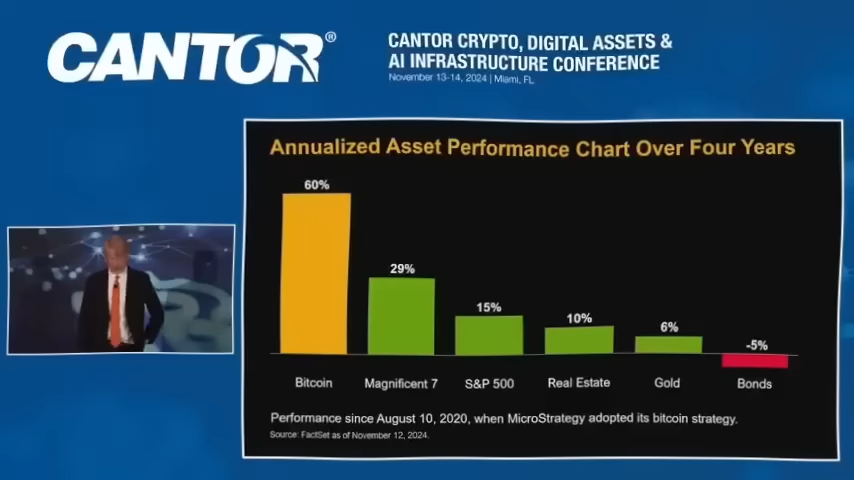 CANTOR®
CANTOR CRYPTO, DIGITAL ASSETS &
AI INFRASTRUCTURE CONFERENCE
November 13-14, 2024 | Miami, FL
Annualized Asset Performance Chart Over Four Years
60%
29%
15%
10%
6%
-5%
Bitcoin
Magnificent 7
S&P 500
Real Estate
Gold
Bonds
Performance since August 10, 2020, when MicroStrategy adopted its bitcoin strategy.
Source: FactSet as of November 12, 2024.